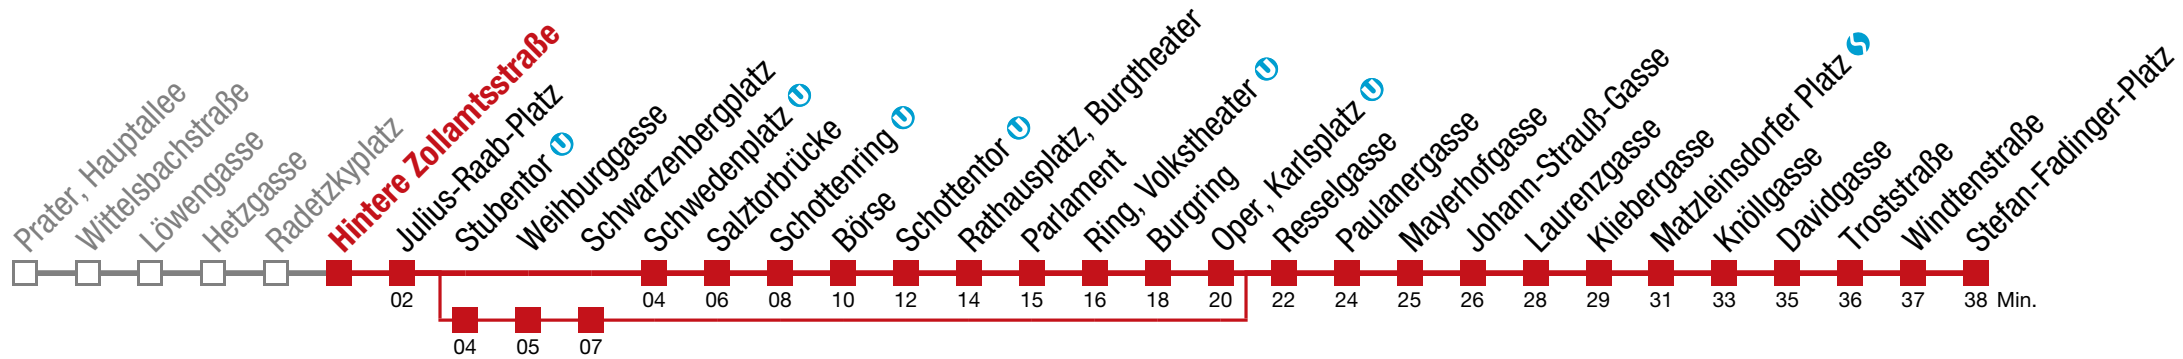 Prater, Hauptallee
Wittelsbachstraße
Löwengasse
Hetzgasse
Radetzkyplatz
Hintere Zollamtsstraße
Julius-Raab-Platz
Stubentor
Weihburggasse
Schwarzenbergplatz
Schwedenplatz
Salztorbrücke
Schottenring
Börse
Schottentor
Rathausplatz, Burgtheater
Parlament
Ring, Volkstheater
Burgring
Oper, Karlsplatz
Resselgasse
Paulanergasse
Mayerhofgasse
Johann-Strauß-Gasse
Laurenzgasse
Kliebergasse
Matzleinsdorfer Platz
Knöllgasse
Davidgasse
Troststraße
Windtenstraße
Stefan-Fadinger-Platz
02 04 06 08 10 12 14 15 16 18 20 22 24 25 26 28 29 31 33 35 36 37 38 Min.
04 05 07